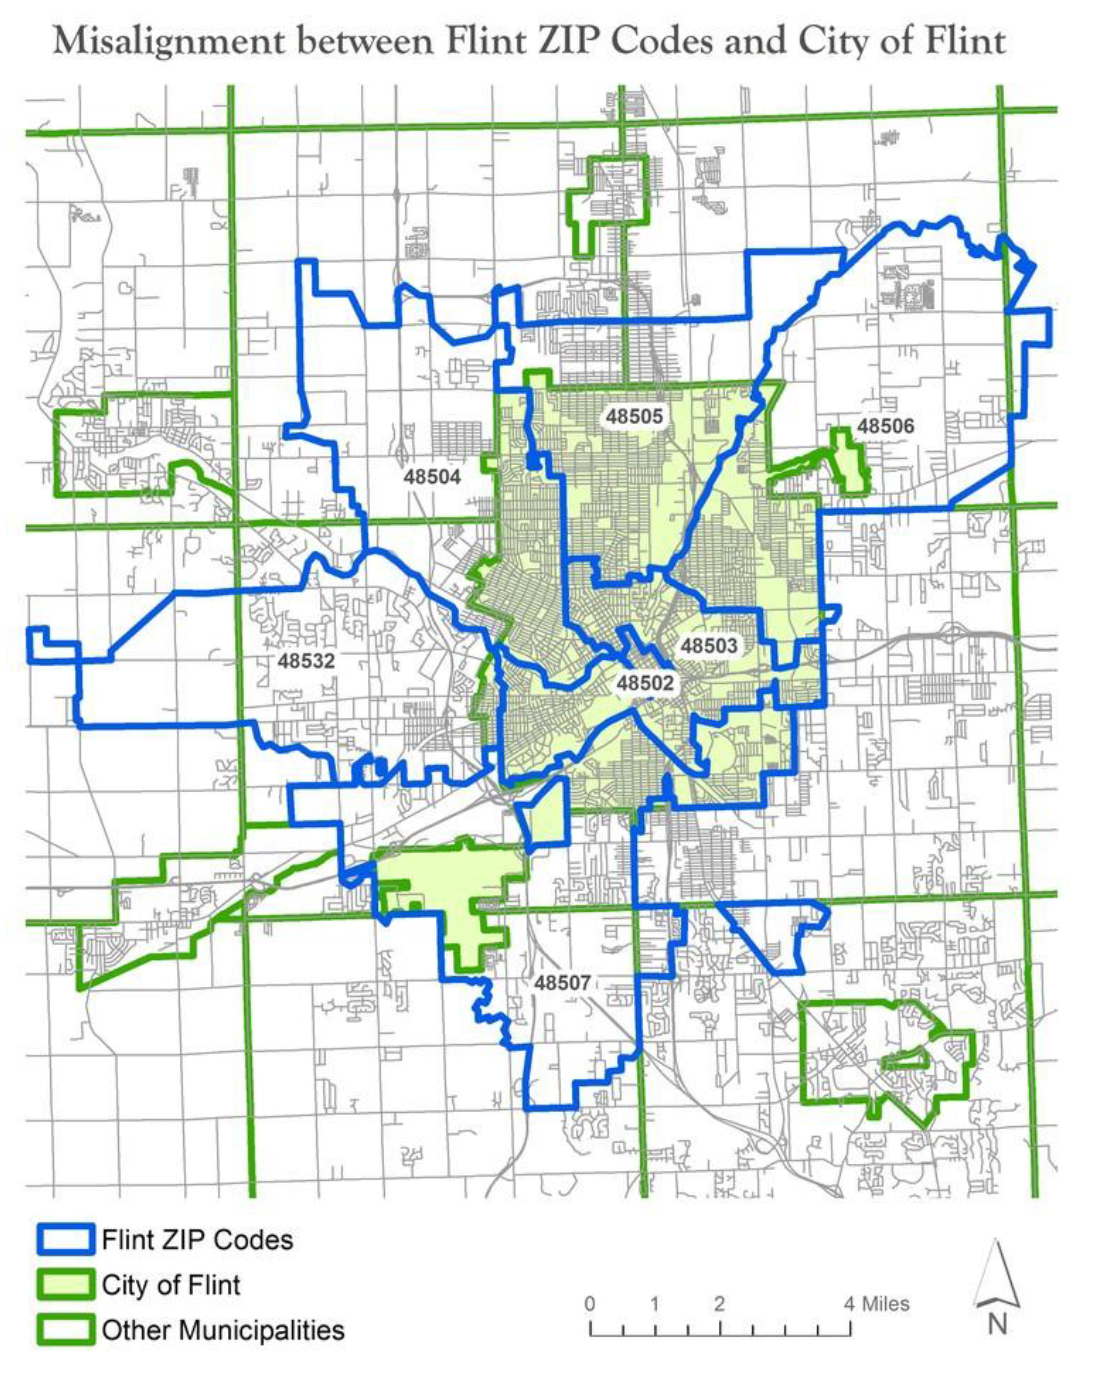 Misalignment between Flint ZIP Codes and City of Flint
48505
48506
48504
48503
48532
48502
48507
Flint ZIP Codes
City of Flint
Other Municipalities
0 1 2 4 Miles
N